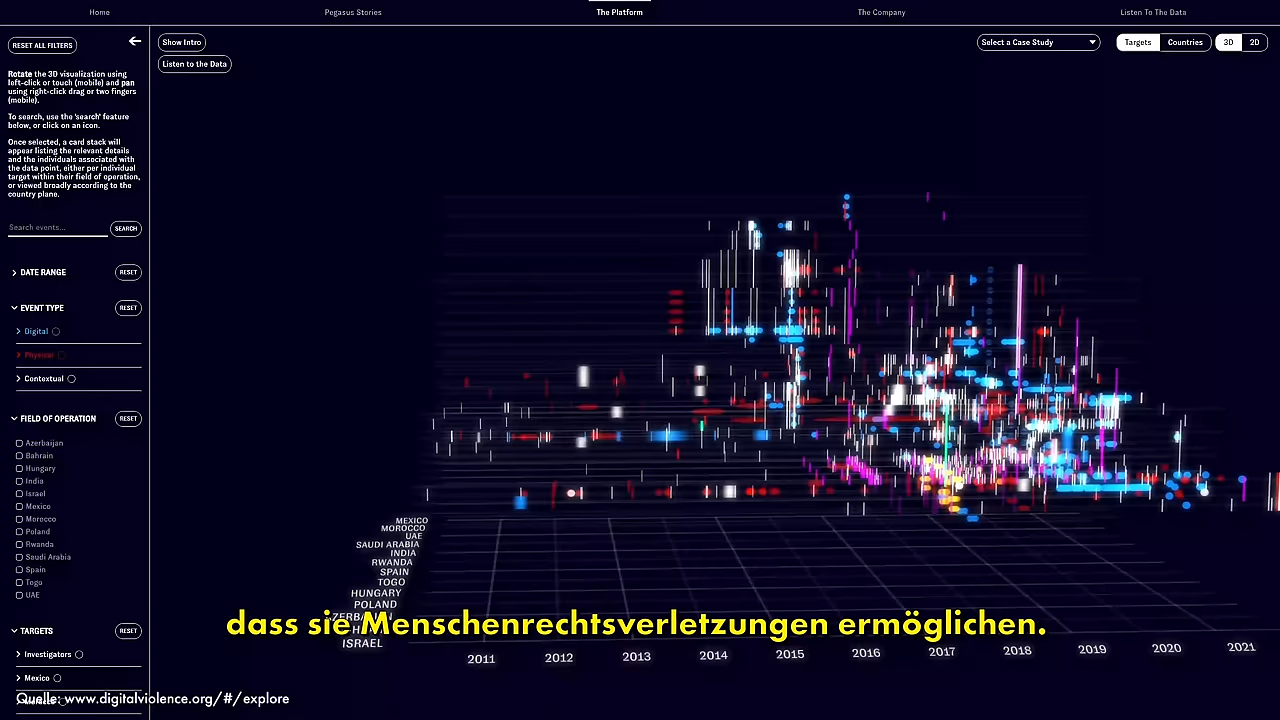 Home
Pegasus Stories
The Platform
The Company
Listen To The Data
RESET ALL FILTERS
Show Intro
Select a Case Study
Targets
Countries
3D
2D
Listen to the Data
Rotate the 3D visualization using
left-click or touch (mobile) and pan
using right-click drag or two fingers
(mobile).
To search, use the 'search' feature
below, or click on an icon.
Once selected, a card stack will
appear listing the relevant details
and the individuals associated with
the data point, either per individual
target within their field of operation,
or viewed broadly according to the
country plane.
Search events...
SEARCH
DATE RANGE
RESET
EVENT TYPE
RESET
Digital
Physical
Contextual
FIELD OF OPERATION
RESET
Azerbaijan
Bahrain
Hungary
India
Israel
Mexico
Morocco
Poland
Rwanda
Saudi Arabia
Spain
Togo
UAE
TARGETS
RESET
Investigators
Mexico
MEXICO
MOROCCO
UAE
SAUDI ARABIA
INDIA
RWANDA
SPAIN
TOGO
HUNGARY
POLAND
ISRAEL
2011
2012
2013
2014
2015
2016
2017
2018
2019
2020
2021
dass sie Menschenrechtsverletzungen ermöglichen.
Quelle: www.digitalviolence.org/#/explore